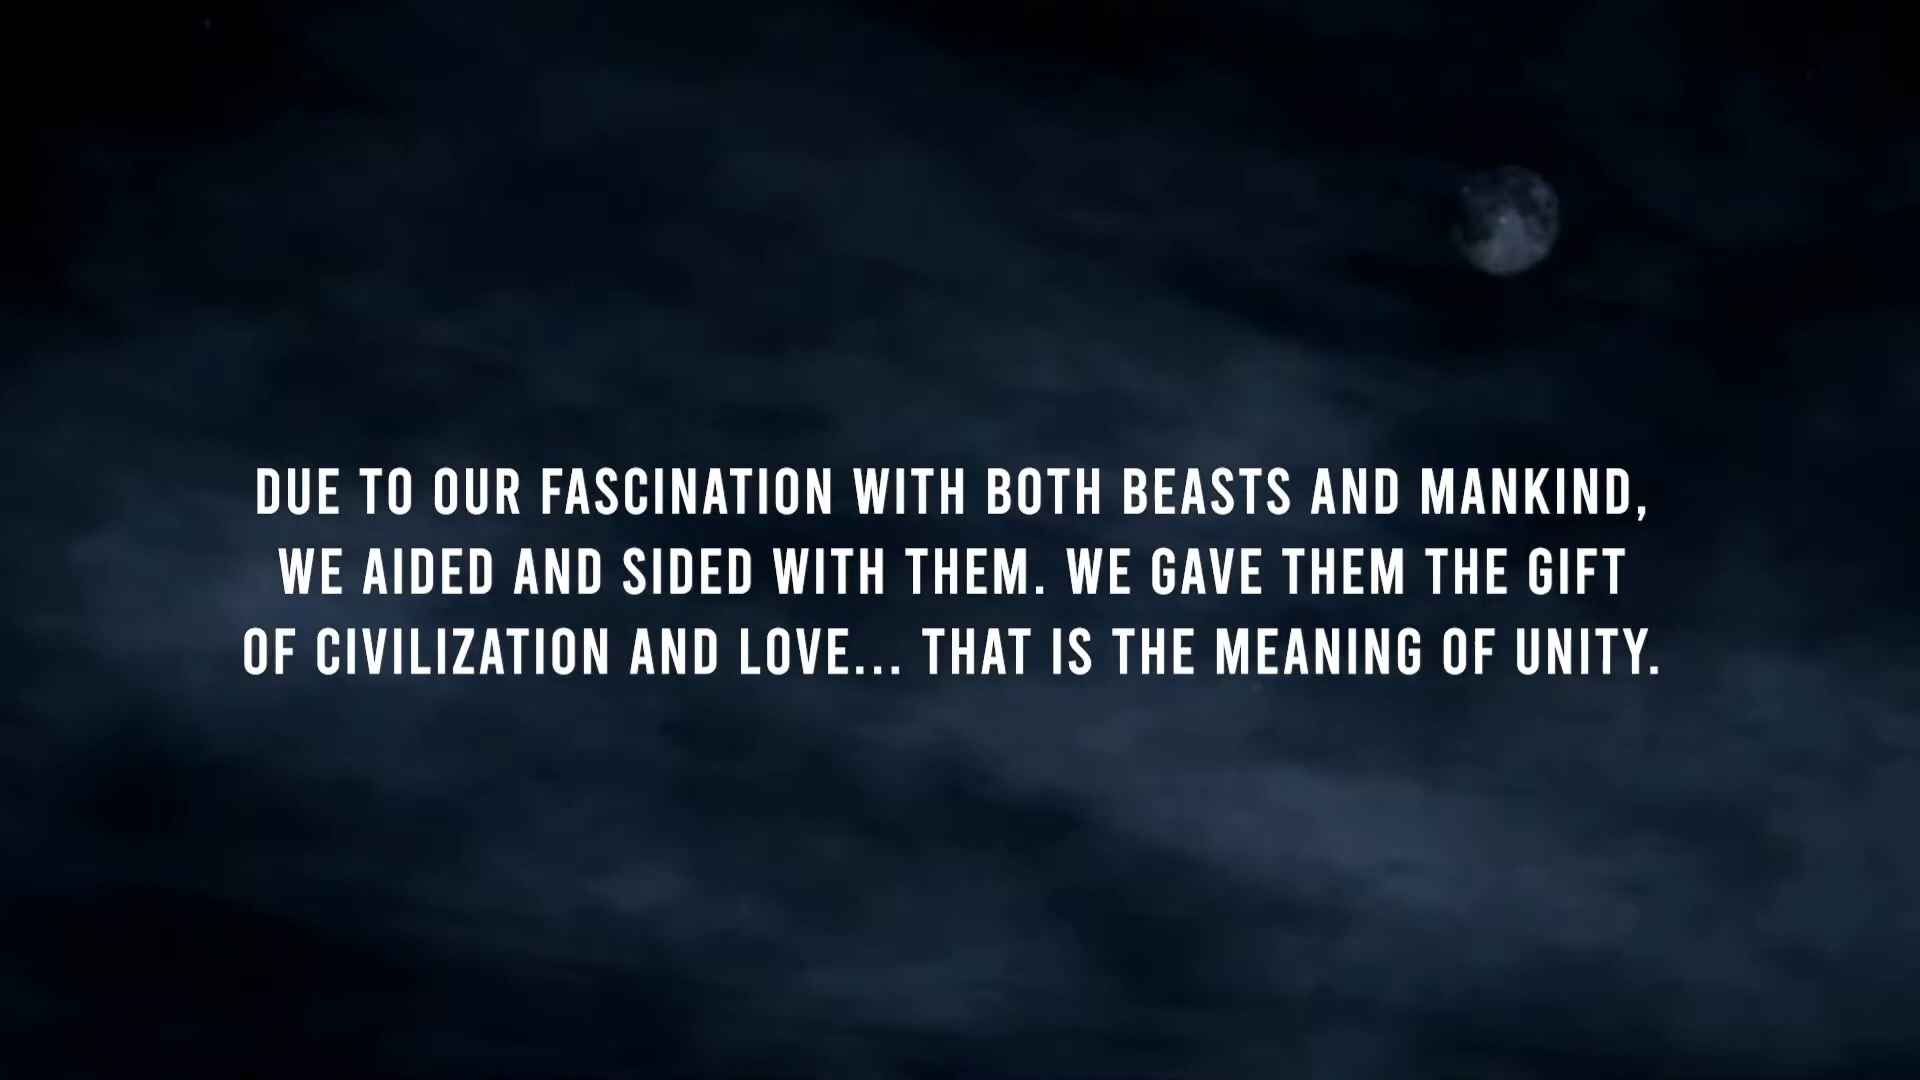 DUE TO OUR FASCINATION WITH BOTH BEASTS AND MANKIND,
WE AIDED AND SIDED WITH THEM. WE GAVE THEM THE GIFT
OF CIVILIZATION AND LOVE... THAT IS THE MEANING OF UNITY.